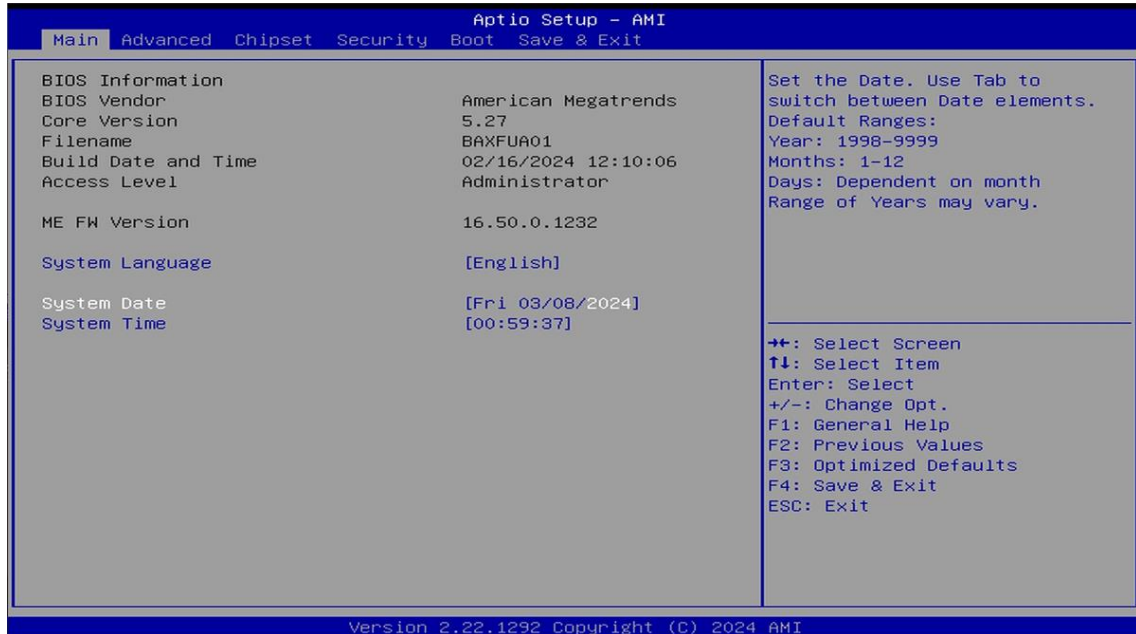 Aptio Setup – AMI
Main Advanced Chipset Security Boot Save & Exit
BIOS Information
BIOS Vendor American Megatrends
Core Version 5.27
Filename BAXFUA01
Build Date and Time 02/16/2024 12:10:06
Access Level Administrator
ME FW Version 16.50.0.1232
System Language [English]
System Date [Fri 03/08/2024]
System Time [00:59:37]
Set the Date. Use Tab to
switch between Date elements.
Default Ranges:
Year: 1998-9999
Months: 1-12
Days: Dependent on month
Range of Years may vary.
→←: Select Screen
↑↓: Select Item
Enter: Select
+/-: Change Opt.
F1: General Help
F2: Previous Values
F3: Optimized Defaults
F4: Save & Exit
ESC: Exit
Version 2.22.1292 Copyright (C) 2024 AMI